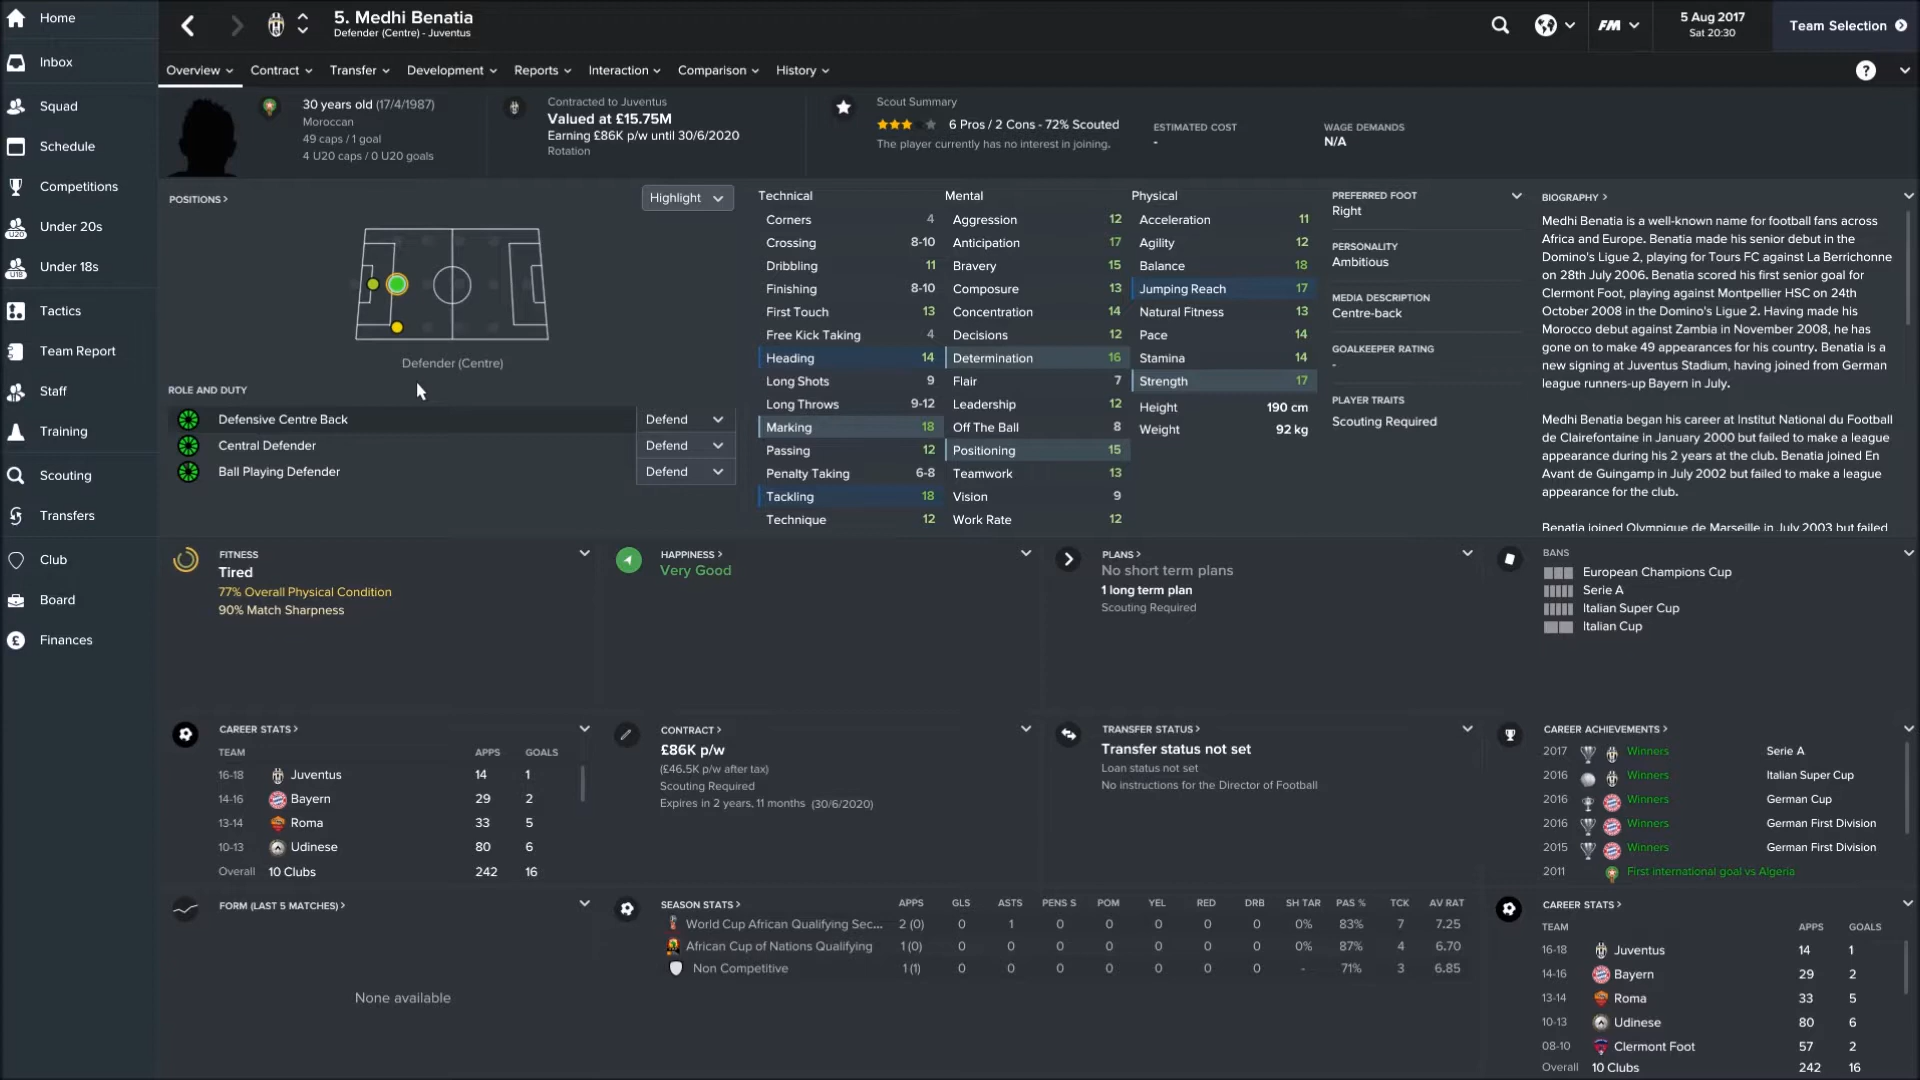 Home
Inbox
Squad
Schedule
Competitions
U20
Under 20s
U18
Under 18s
Tactics
Team Report
Staff
Training
Scouting
Transfers
Club
Board
£
Finances
5. Medhi Benatia
Defender (Centre) - Juventus
FM
5 Aug 2017
Sat 20:30
Team Selection
Overview
Contract
Transfer
Development
Reports
Interaction
Comparison
History
?
30 years old (17/4/1987)
Moroccan
49 caps / 1 goal
4 U20 caps / 0 U20 goals
Contracted to Juventus
Valued at £15.75M
Earning £86K p/w until 30/6/2020
Rotation
Scout Summary
6 Pros / 2 Cons - 72% Scouted
The player currently has no interest in joining.
ESTIMATED COST
-
WAGE DEMANDS
N/A
POSITIONS >
Highlight
Defender (Centre)
ROLE AND DUTY
Defensive Centre Back Defend
Central Defender Defend
Ball Playing Defender Defend
Technical
Corners 4
Crossing 8-10
Dribbling 11
Finishing 8-10
First Touch 13
Free Kick Taking 4
Heading 14
Long Shots 9
Long Throws 9-12
Marking 18
Passing 12
Penalty Taking 6-8
Tackling 18
Technique 12
Mental
Aggression 12
Anticipation 17
Bravery 15
Composure 13
Concentration 14
Decisions 12
Determination 16
Flair 7
Leadership 12
Off The Ball 8
Positioning 15
Teamwork 13
Vision 9
Work Rate 12
Physical
Acceleration 11
Agility 12
Balance 18
Jumping Reach 17
Natural Fitness 13
Pace 14
Stamina 14
Strength 17
Height 190 cm
Weight 92 kg
PREFERRED FOOT
Right
PERSONALITY
Ambitious
MEDIA DESCRIPTION
Centre-back
GOALKEEPER RATING
-
PLAYER TRAITS
Scouting Required
BIOGRAPHY >
Medhi Benatia is a well-known name for football fans across
Africa and Europe. Benatia made his senior debut in the
Domino's Ligue 2, playing for Tours FC against La Berrichonne
on 28th July 2006. Benatia scored his first senior goal for
Clermont Foot, playing against Montpellier HSC on 24th
October 2008 in the Domino's Ligue 2. Having made his
Morocco debut against Zambia in November 2008, he has
gone on to make 49 appearances for his country. Benatia is a
new signing at Juventus Stadium, having joined from German
league runners-up Bayern in July.
Medhi Benatia began his career at Institut National du Football
de Clairefontaine in January 2000 but failed to make a league
appearance during his 2 years at the club. Benatia joined En
Avant de Guingamp in July 2002 but failed to make a league
appearance for the club.
Benatia joined Olympique de Marseille in July 2003 but failed
FITNESS
Tired
77% Overall Physical Condition
90% Match Sharpness
HAPPINESS >
Very Good
PLANS >
No short term plans
1 long term plan
Scouting Required
BANS
European Champions Cup
Serie A
Italian Super Cup
Italian Cup
CAREER STATS >
TEAM APPS GOALS
16-18 Juventus 14 1
14-16 Bayern 29 2
13-14 Roma 33 5
10-13 Udinese 80 6
Overall 10 Clubs 242 16
CONTRACT >
£86K p/w
(£46.5K p/w after tax)
Scouting Required
Expires in 2 years, 11 months (30/6/2020)
TRANSFER STATUS >
Transfer status not set
Loan status not set
No instructions for the Director of Football
CAREER ACHIEVEMENTS >
2017 Winners Serie A
2016 Winners Italian Super Cup
2016 Winners German Cup
2016 Winners German First Division
2015 Winners German First Division
2011 First international goal vs Algeria
FORM (LAST 5 MATCHES) >
None available
SEASON STATS > APPS GLS ASTS PENS S POM YEL RED DRB SH TAR PAS % TCK AV RAT
World Cup African Qualifying Sec... 2 (0) 0 1 0 0 0 0 0 0% 83% 7 7.25
African Cup of Nations Qualifying 1 (0) 0 0 0 0 0 0 0 0% 87% 4 6.70
Non Competitive 1 (1) 0 0 0 0 0 0 0 - 71% 3 6.85
CAREER STATS >
TEAM APPS GOALS
16-18 Juventus 14 1
14-16 Bayern 29 2
13-14 Roma 33 5
10-13 Udinese 80 6
08-10 Clermont Foot 57 2
Overall 10 Clubs 242 16